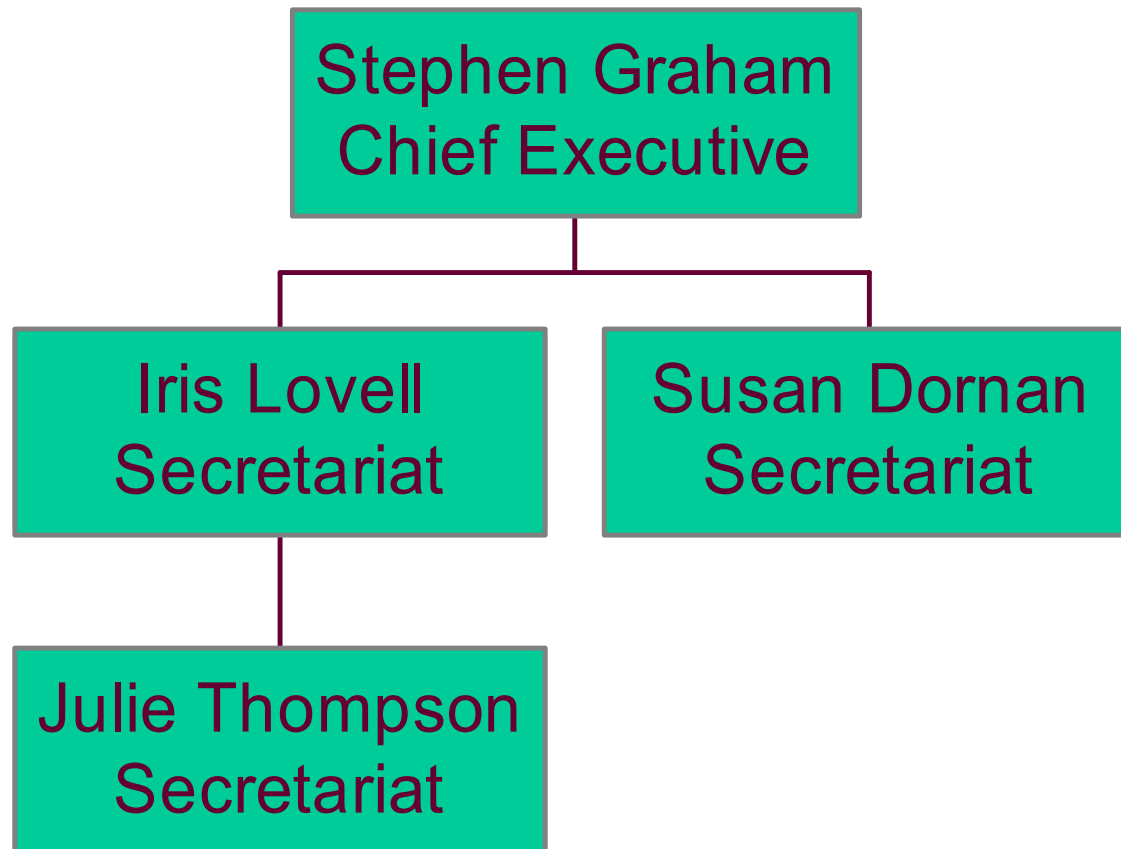 Stephen Graham
Chief Executive
Iris Lovell
Secretariat
Susan Dornan
Secretariat
Julie Thompson
Secretariat